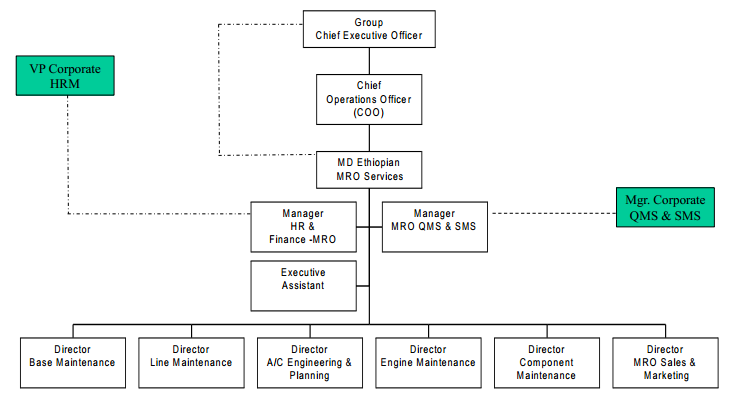 Group
Chief Executive Officer
VP Corporate
HRM
Chief
Operations Officer
(COO)
MD Ethiopian
MRO Services
Manager
HR &
Finance -MRO
Manager
MRO QMS & SMS
Mgr. Corporate
QMS & SMS
Executive
Assistant
Director
Base Maintenance
Director
Line Maintenance
Director
A/C Engineering &
Planning
Director
Engine Maintenance
Director
Component
Maintenance
Director
MRO Sales &
Marketing